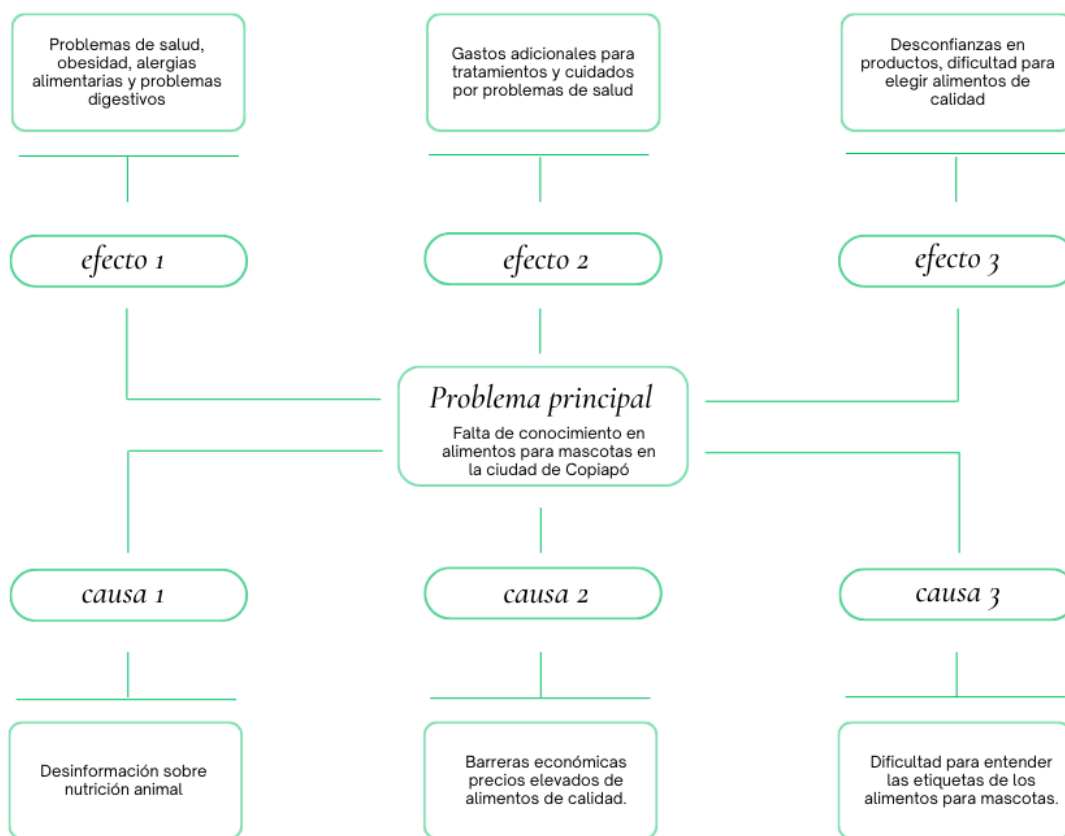 Problemas de salud,
obesidad, alergias
alimentarias y problemas
digestivos
Gastos adicionales para
tratamientos y cuidados
por problemas de salud
Desconfianzas en
productos, dificultad para
elegir alimentos de
calidad
efecto 1
efecto 2
efecto 3
Problema principal
Falta de conocimiento en
alimentos para mascotas en
la ciudad de Copiapó
causa 1
causa 2
causa 3
Desinformación sobre
nutrición animal
Barreras económicas
precios elevados de
alimentos de calidad.
Dificultad para entender
las etiquetas de los
alimentos para mascotas.